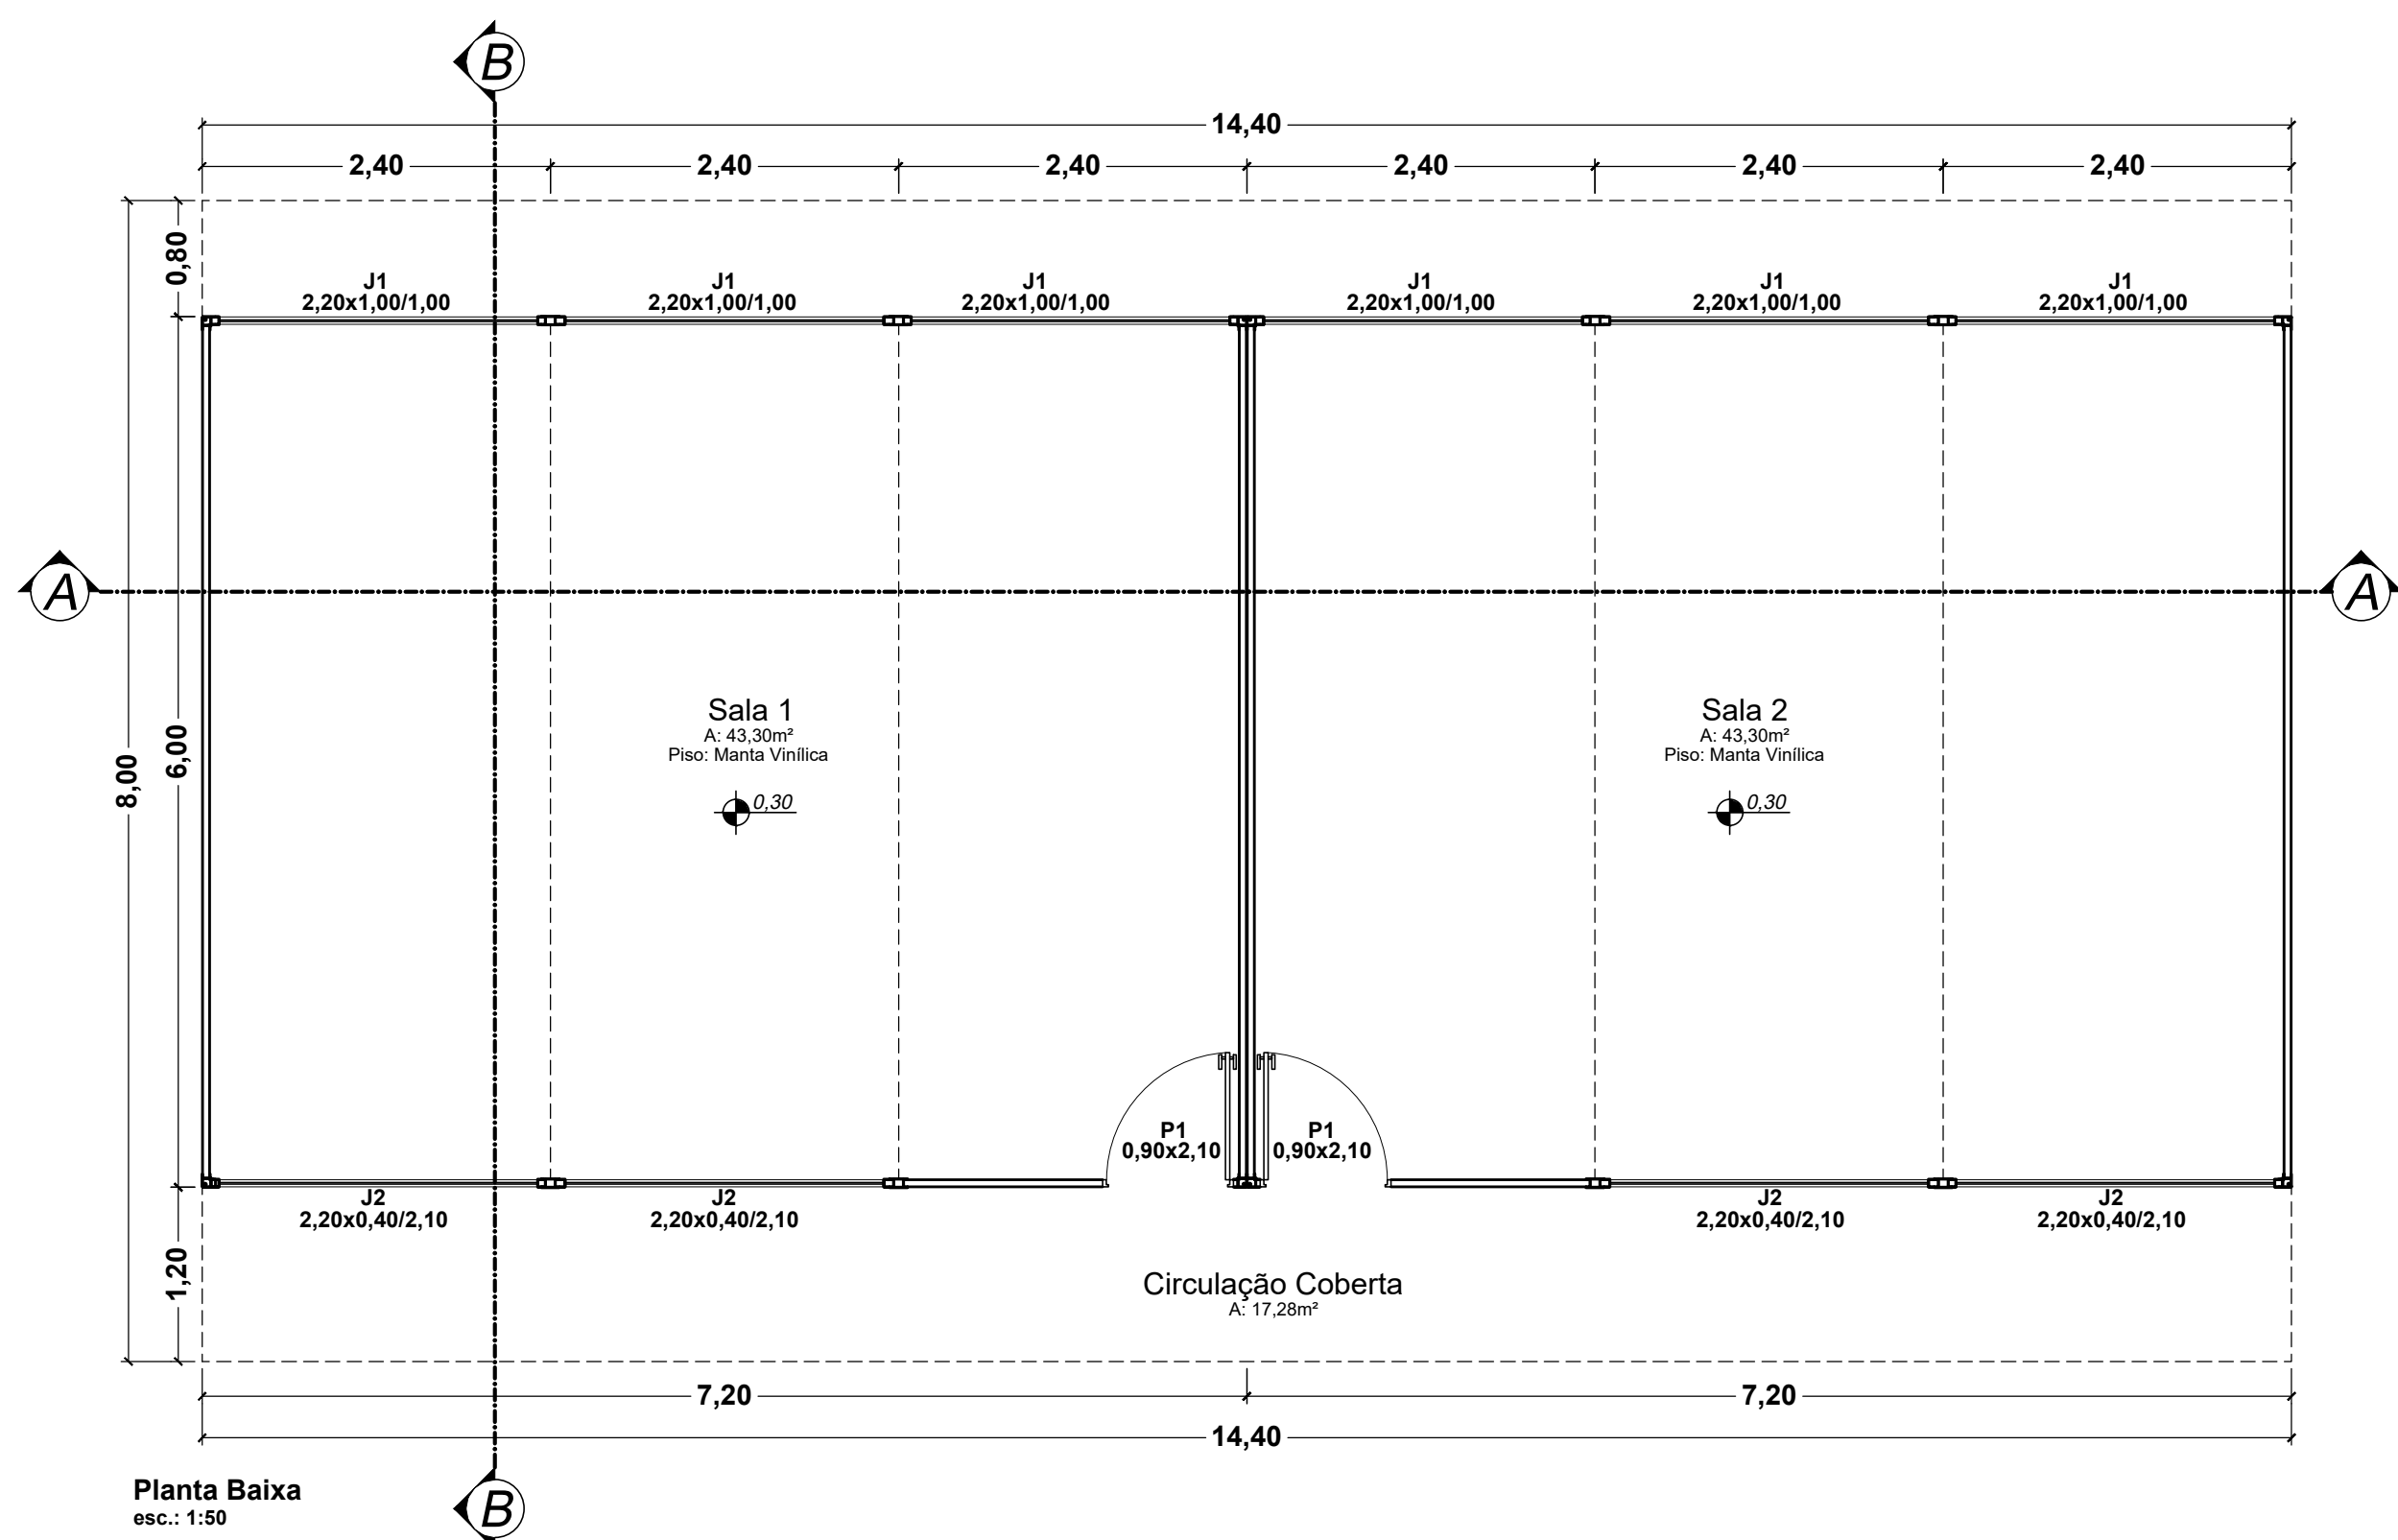 B
14,40
2,40 2,40 2,40 2,40 2,40 2,40
0,80
J1 J1 J1 J1 J1 J1
2,20x1,00/1,00 2,20x1,00/1,00 2,20x1,00/1,00 2,20x1,00/1,00 2,20x1,00/1,00 2,20x1,00/1,00
A A
Sala 1
A: 43,30m²
Piso: Manta Vinílica
0,30
Sala 2
A: 43,30m²
Piso: Manta Vinílica
0,30
8,00
6,00
P1
0,90x2,10
P1
0,90x2,10
J2 J2 J2 J2
2,20x0,40/2,10 2,20x0,40/2,10 2,20x0,40/2,10 2,20x0,40/2,10
1,20
Circulação Coberta
A: 17,28m²
7,20 7,20
14,40
Planta Baixa
esc.: 1:50
B